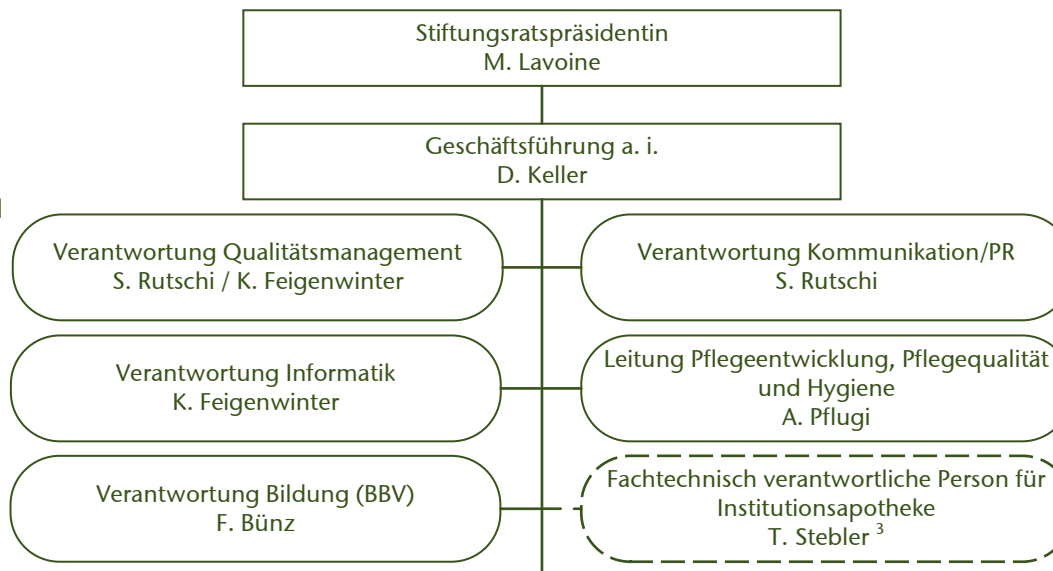 Stiftungsratspräsidentin
M. Lavoine
Geschäftsführung a. i.
D. Keller
Verantwortung Qualitätsmanagement
S. Rutschi / K. Feigenwinter
Verantwortung Kommunikation/PR
S. Rutschi
Verantwortung Informatik
K. Feigenwinter
Leitung Pflegeentwicklung, Pflegequalität
und Hygiene
A. Pflugi
Verantwortung Bildung (BBV)
F. Bünz
Fachtechnisch verantwortliche Person für
Institutionsapotheke
T. Stebler ³